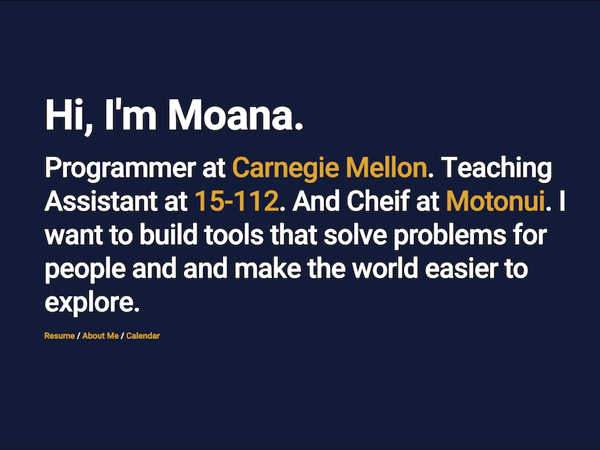 Hi, I'm Moana.
Programmer at Carnegie Mellon. Teaching
Assistant at 15-112. And Cheif at Motonui. I
want to build tools that solve problems for
people and and make the world easier to
explore.
Resume / About Me / Calendar